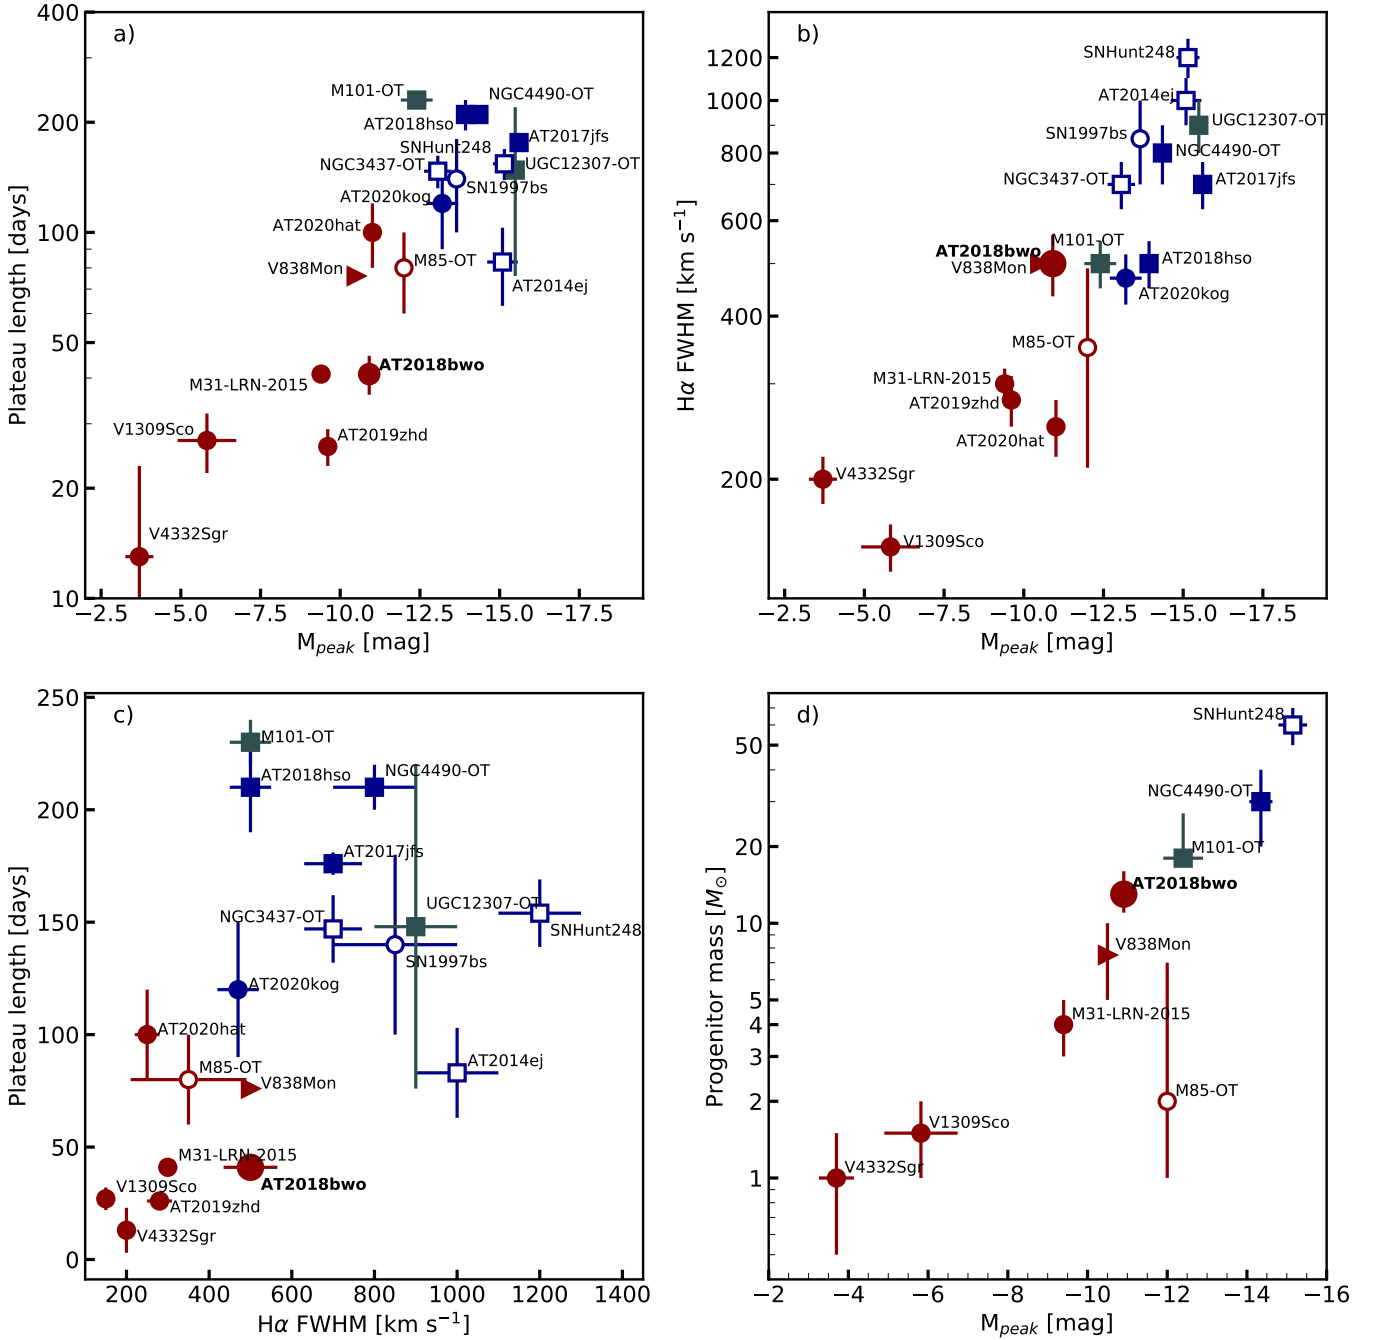 a)
400
200
100
50
20
10
Plateau length [days]
M101-OT
NGC4490-OT
AT2018hso
AT2017jfs
SNHunt248
NGC3437-OT
UGC12307-OT
SN1997bs
AT2020kog
AT2020hat
V838Mon
M85-OT
AT2014ej
AT2018bwo
M31-LRN-2015
V1309Sco
AT2019zhd
V4332Sgr
−2.5 −5.0 −7.5 −10.0 −12.5 −15.0 −17.5
M_peak [mag]
b)
1200
1000
800
600
400
200
Hα FWHM [km s⁻¹]
SNHunt248
AT2014ej
UGC12307-OT
SN1997bs
NGC4490-OT
NGC3437-OT
AT2017jfs
M101-OT
AT2018bwo
AT2018hso
V838Mon
AT2020kog
M85-OT
M31-LRN-2015
AT2019zhd
AT2020hat
V4332Sgr
V1309Sco
−2.5 −5.0 −7.5 −10.0 −12.5 −15.0 −17.5
M_peak [mag]
c)
250
200
150
100
50
0
Plateau length [days]
M101-OT
AT2018hso
NGC4490-OT
AT2017jfs
NGC3437-OT
UGC12307-OT
SNHunt248
SN1997bs
AT2020kog
AT2020hat
M85-OT
V838Mon
AT2014ej
M31-LRN-2015
AT2018bwo
V1309Sco
AT2019zhd
V4332Sgr
200 400 600 800 1000 1200 1400
Hα FWHM [km s⁻¹]
d)
50
20
10
5
4
3
2
1
Progenitor mass [M⊙]
SNHunt248
NGC4490-OT
M101-OT
AT2018bwo
V838Mon
M31-LRN-2015
M85-OT
V1309Sco
V4332Sgr
−2 −4 −6 −8 −10 −12 −14 −16
M_peak [mag]